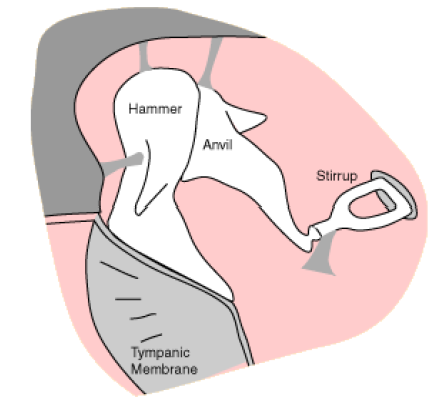 Hammer
Anvil
Stirrup
Tympanic
Membrane